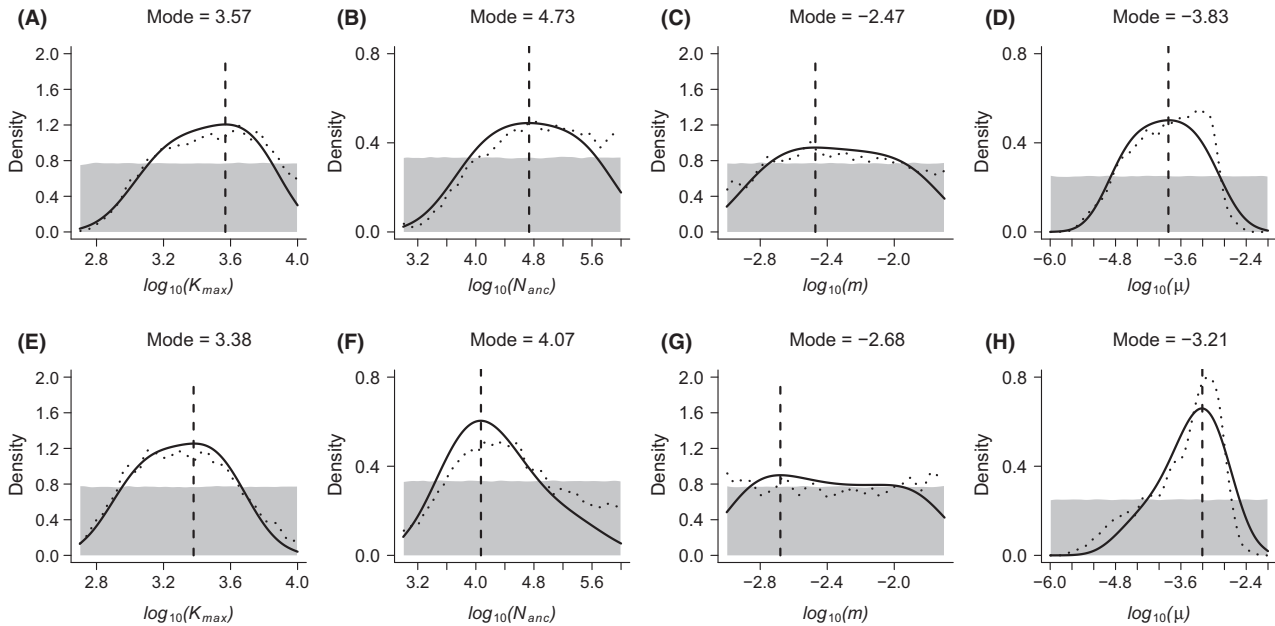 (A) Mode = 3.57
Density
2.0
1.6
1.2
0.8
0.4
0.0
2.8 3.2 3.6 4.0
log10(Kmax)
(B) Mode = 4.73
Density
0.8
0.4
0.0
3.2 4.0 4.8 5.6
log10(Nanc)
(C) Mode = −2.47
Density
2.0
1.6
1.2
0.8
0.4
0.0
−2.8 −2.4 −2.0
log10(m)
(D) Mode = −3.83
Density
0.8
0.4
0.0
−6.0 −4.8 −3.6 −2.4
log10(μ)
(E) Mode = 3.38
Density
2.0
1.6
1.2
0.8
0.4
0.0
2.8 3.2 3.6 4.0
log10(Kmax)
(F) Mode = 4.07
Density
0.8
0.4
0.0
3.2 4.0 4.8 5.6
log10(Nanc)
(G) Mode = −2.68
Density
2.0
1.6
1.2
0.8
0.4
0.0
−2.8 −2.4 −2.0
log10(m)
(H) Mode = −3.21
Density
0.8
0.4
0.0
−6.0 −4.8 −3.6 −2.4
log10(μ)